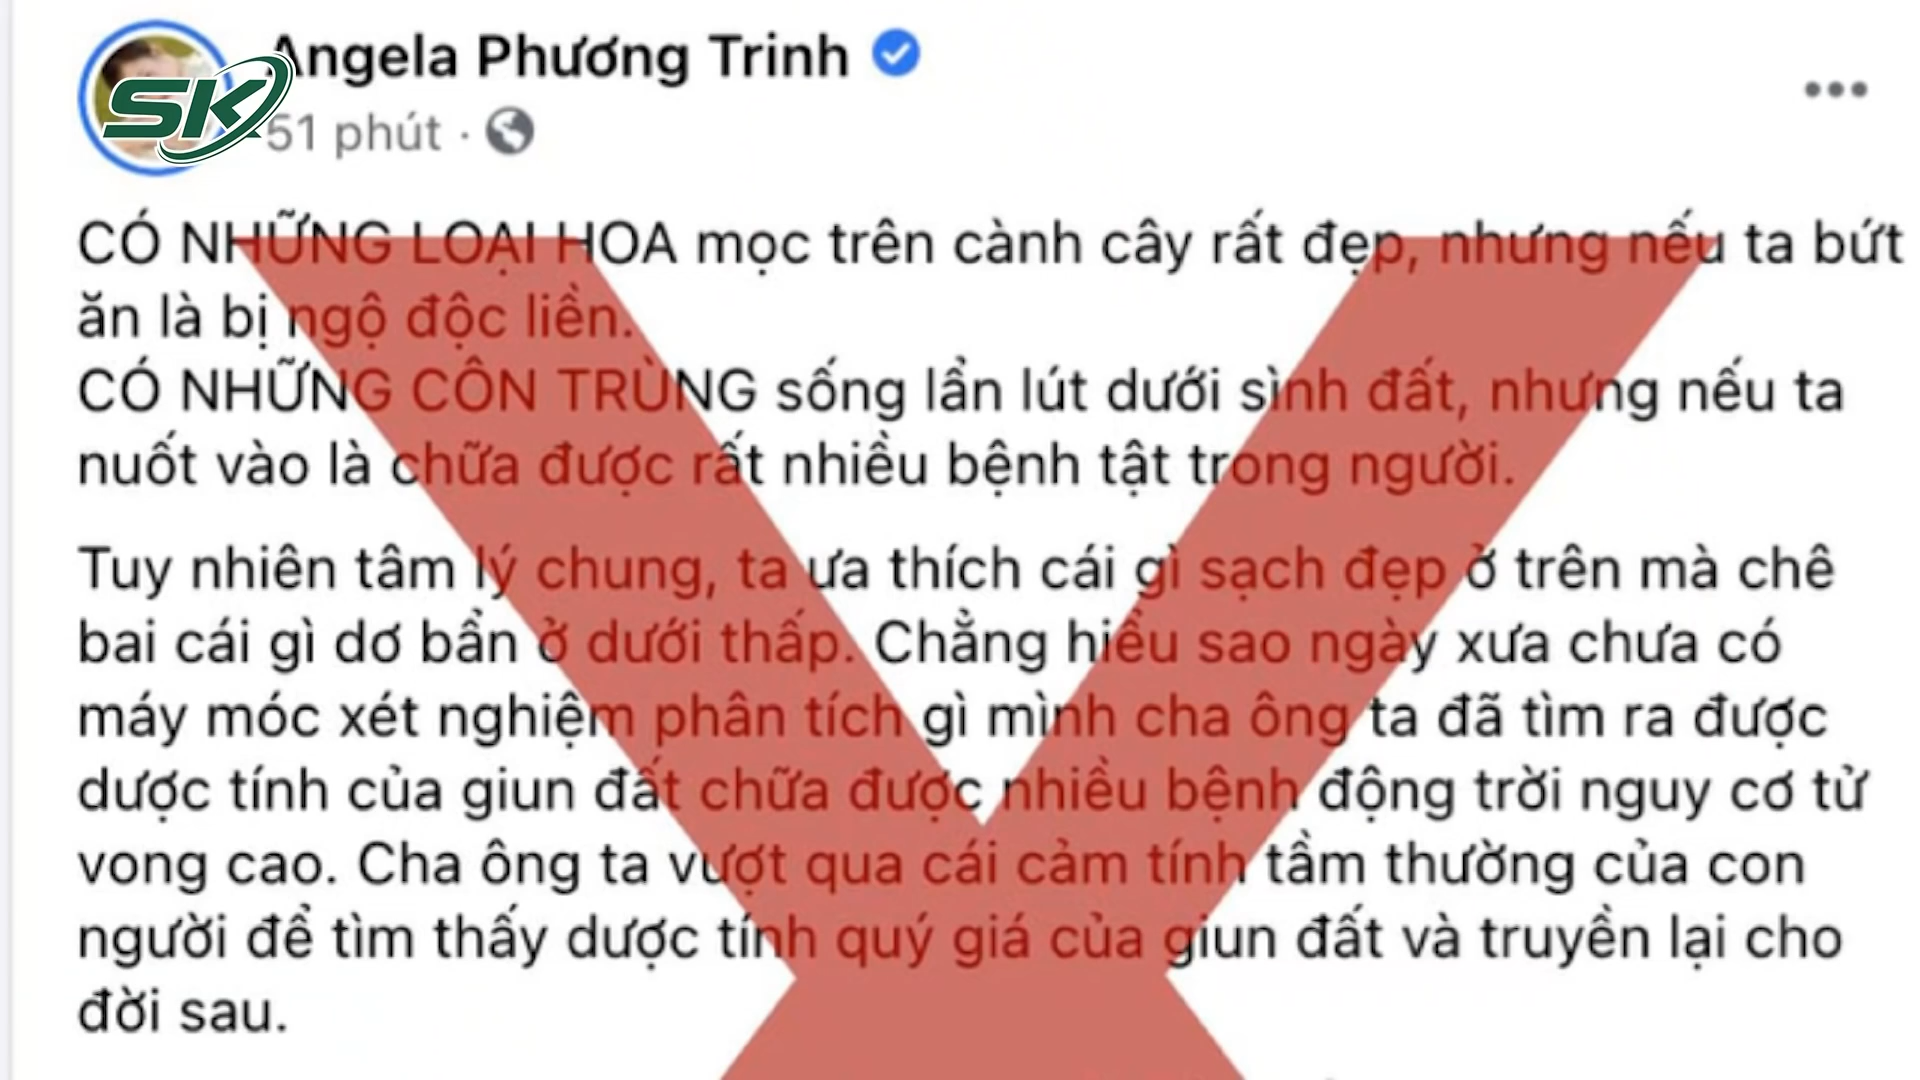 SK
Angela Phương Trinh
51 phút ·
CÓ NHỮNG LOẠI HOA mọc trên cành cây rất đẹp, nhưng nếu ta bứt
ăn là bị ngộ độc liền.
CÓ NHỮNG CÔN TRÙNG sống lẩn lút dưới sình đất, nhưng nếu ta
nuốt vào là chữa được rất nhiều bệnh tật trong người.
Tuy nhiên tâm lý chung, ta ưa thích cái gì sạch đẹp ở trên mà chê
bai cái gì dơ bẩn ở dưới thấp. Chẳng hiểu sao ngày xưa chưa có
máy móc xét nghiệm phân tích gì mình cha ông ta đã tìm ra được
dược tính của giun đất chữa được nhiều bệnh động trời nguy cơ tử
vong cao. Cha ông ta vượt qua cái cảm tính tầm thường của con
người để tìm thấy dược tính quý giá của giun đất và truyền lại cho
đời sau.